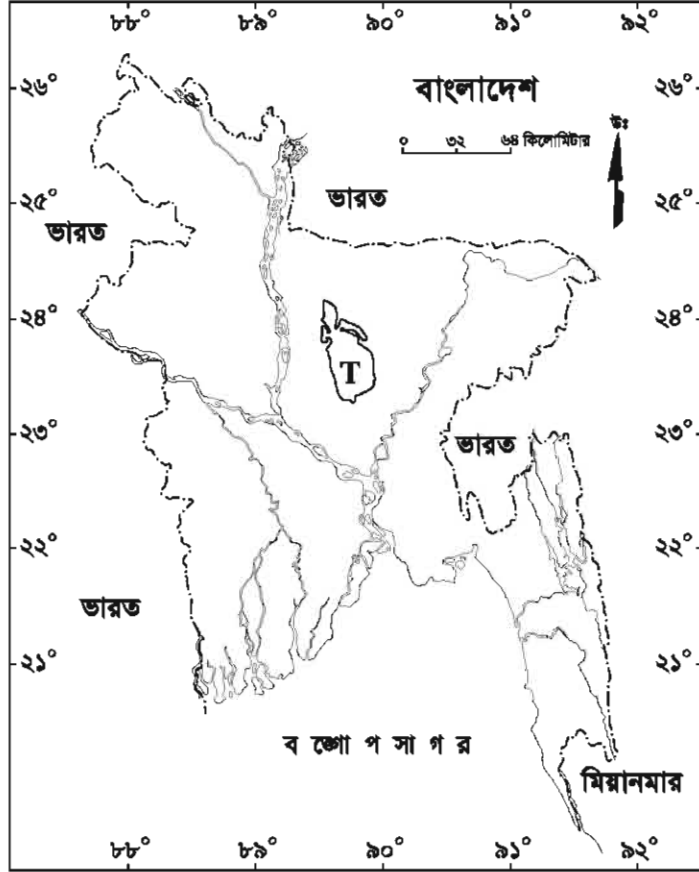 ৮৮° ৮৯° ৯০° ৯১° ৯২°
২৬° ২৬°
বাংলাদেশ
উঃ
০ ৩২ ৬৪ কিলোমিটার
২৫° ২৫°
ভারত
ভারত
২৪° ২৪°
T
২৩° ২৩°
ভারত
২২° ২২°
ভারত
২১° ২১°
ব ঙ্গো প সা গ র
মিয়ানমার
৮৮° ৮৯° ৯০° ৯১° ৯২°